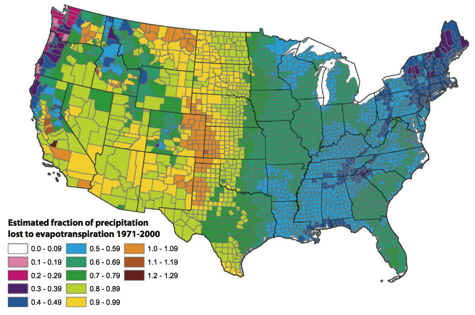 Estimated fraction of precipitation
lost to evapotranspiration 1971-2000
0.0 - 0.09 0.5 - 0.59 1.0 - 1.09
0.1 - 0.19 0.6 - 0.69 1.1 - 1.19
0.2 - 0.29 0.7 - 0.79 1.2 - 1.29
0.3 - 0.39 0.8 - 0.89
0.4 - 0.49 0.9 - 0.99